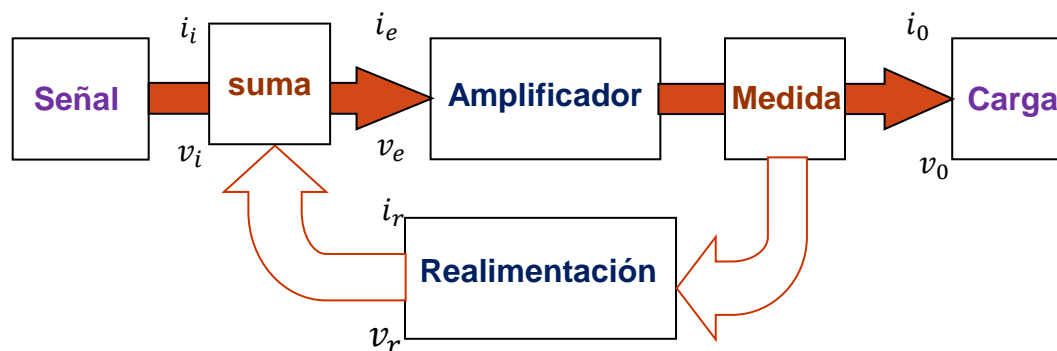 i_i
i_e
i_0
Señal
suma
Amplificador
Medida
Carga
v_i
v_e
v_0
i_r
Realimentación
v_r